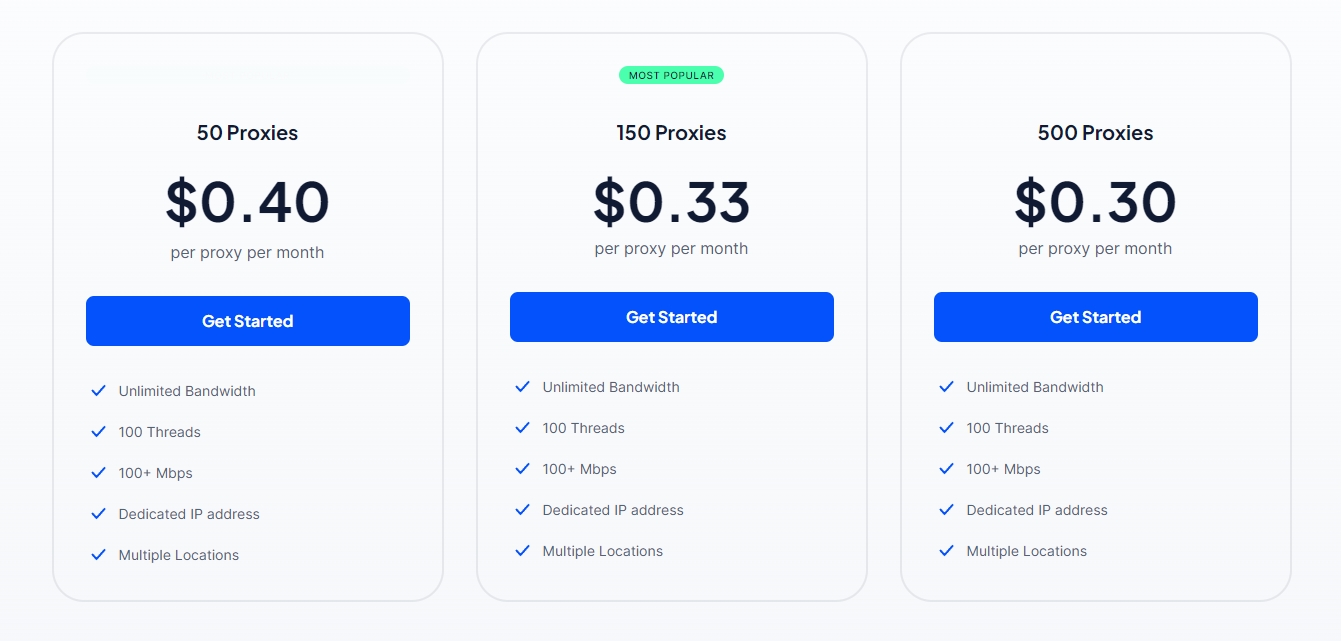 50 Proxies
$0.40
per proxy per month
Get Started
Unlimited Bandwidth
100 Threads
100+ Mbps
Dedicated IP address
Multiple Locations
MOST POPULAR
150 Proxies
$0.33
per proxy per month
Get Started
Unlimited Bandwidth
100 Threads
100+ Mbps
Dedicated IP address
Multiple Locations
500 Proxies
$0.30
per proxy per month
Get Started
Unlimited Bandwidth
100 Threads
100+ Mbps
Dedicated IP address
Multiple Locations